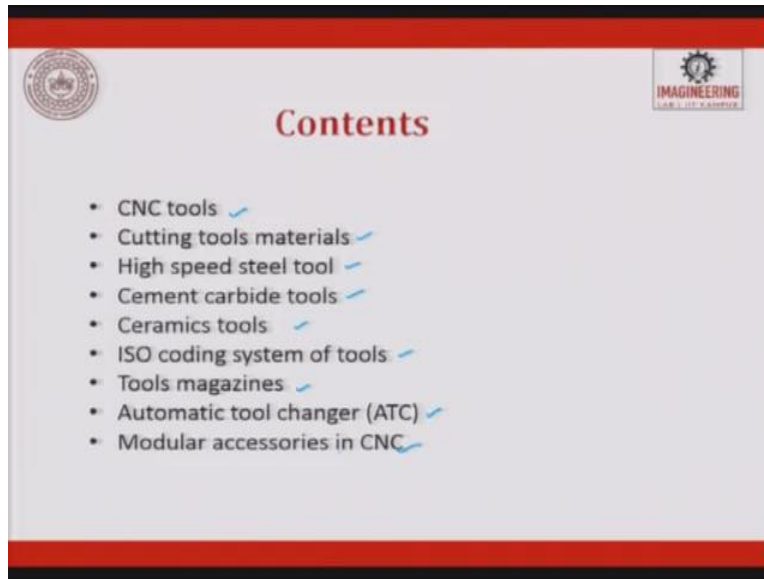 IMAGINEERING
LAB | IIT KANPUR
Contents
• CNC tools
• Cutting tools materials
• High speed steel tool
• Cement carbide tools
• Ceramics tools
• ISO coding system of tools
• Tools magazines
• Automatic tool changer (ATC)
• Modular accessories in CNC